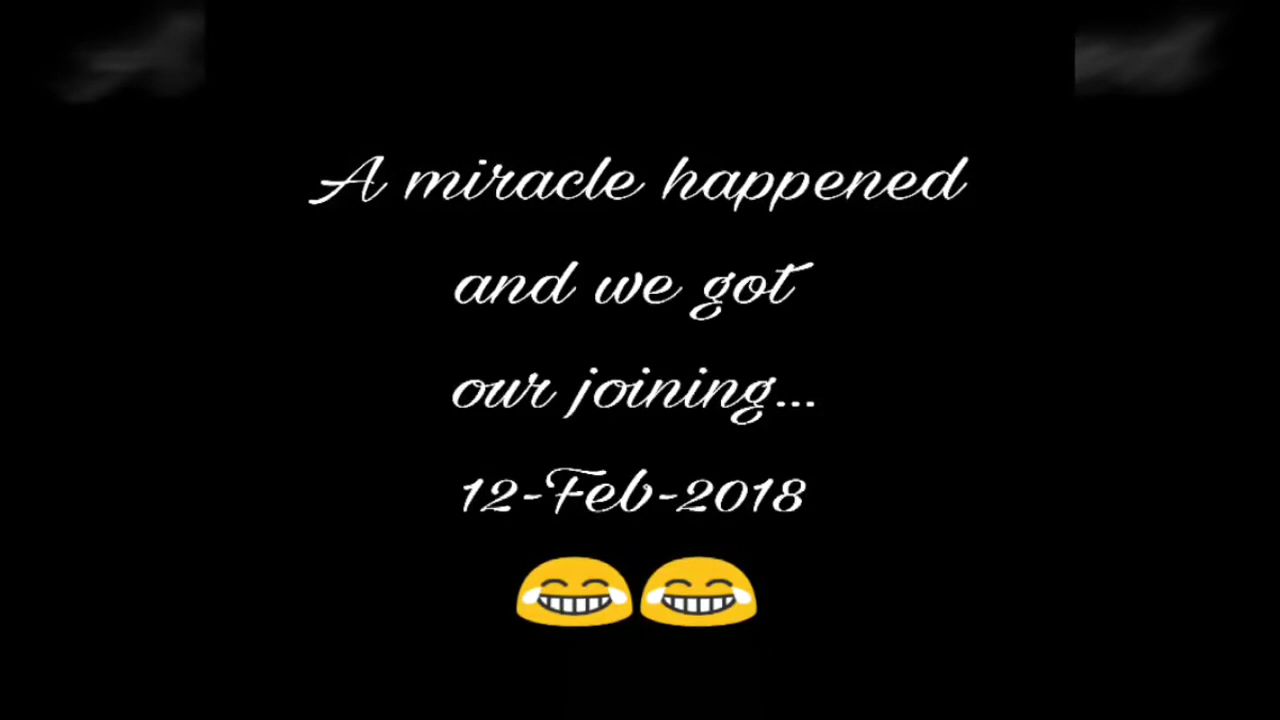 A miracle happened
and we got
our joining...
12-Feb-2018
😂😂